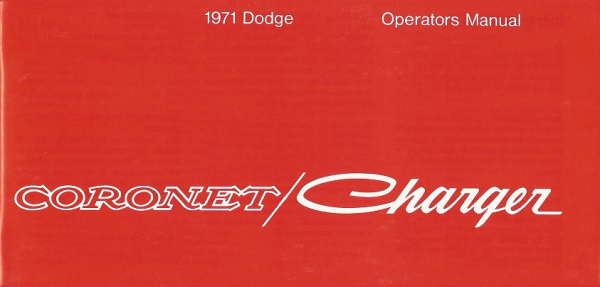 1971 Dodge Operators Manual
CORONET/Charger